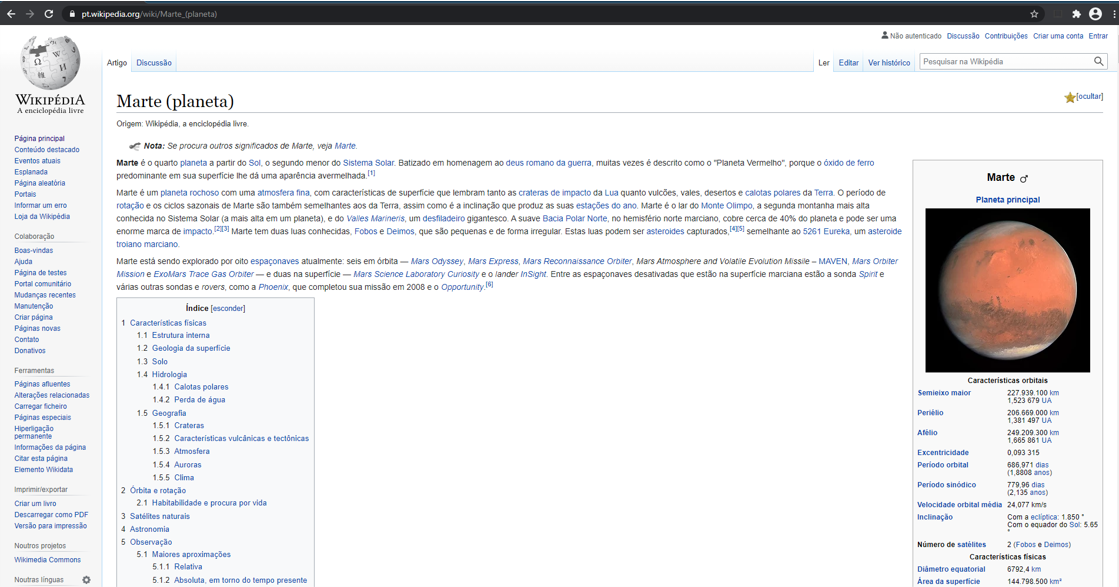 pt.wikipedia.org/wiki/Marte_(planeta)
Não autenticado Discussão Contribuições Criar uma conta Entrar
Artigo Discussão
Ler Editar Ver histórico Pesquisar na Wikipédia
WIKIPÉDIA
A enciclopédia livre
Página principal
Conteúdo destacado
Eventos atuais
Esplanada
Página aleatória
Portais
Informar um erro
Loja da Wikipédia
Colaboração
Boas-vindas
Ajuda
Página de testes
Portal comunitário
Mudanças recentes
Manutenção
Criar página
Páginas novas
Contato
Donativos
Ferramentas
Páginas afluentes
Alterações relacionadas
Carregar ficheiro
Páginas especiais
Hiperligação
permanente
Informações da página
Citar esta página
Elemento Wikidata
Imprimir/exportar
Criar um livro
Descarregar como PDF
Versão para impressão
Noutros projetos
Wikimedia Commons
Noutras línguas
Marte (planeta)
[ocultar]
Origem: Wikipédia, a enciclopédia livre.
Nota: Se procura outros significados de Marte, veja Marte.
Marte é o quarto planeta a partir do Sol, o segundo menor do Sistema Solar. Batizado em homenagem ao deus romano da guerra, muitas vezes é descrito como o "Planeta Vermelho", porque o óxido de ferro
predominante em sua superfície lhe dá uma aparência avermelhada.[1]
Marte é um planeta rochoso com uma atmosfera fina, com características de superfície que lembram tanto as crateras de impacto da Lua quanto vulcões, vales, desertos e calotas polares da Terra. O período de
rotação e os ciclos sazonais de Marte são também semelhantes aos da Terra, assim como é a inclinação que produz as suas estações do ano. Marte é o lar do Monte Olimpo, a segunda montanha mais alta
conhecida no Sistema Solar (a mais alta em um planeta), e do Valles Marineris, um desfiladeiro gigantesco. A suave Bacia Polar Norte, no hemisfério norte marciano, cobre cerca de 40% do planeta e pode ser uma
enorme marca de impacto.[2][3] Marte tem duas luas conhecidas, Fobos e Deimos, que são pequenas e de forma irregular. Estas luas podem ser asteroides capturados,[4][5] semelhante ao 5261 Eureka, um asteroide
troiano marciano.
Marte está sendo explorado por oito espaçonaves atualmente: seis em órbita — Mars Odyssey, Mars Express, Mars Reconnaissance Orbiter, Mars Atmosphere and Volatile Evolution Missile – MAVEN, Mars Orbiter
Mission e ExoMars Trace Gas Orbiter — e duas na superfície — Mars Science Laboratory Curiosity e o lander InSight. Entre as espaçonaves desativadas que estão na superfície marciana estão a sonda Spirit e
várias outras sondas e rovers, como a Phoenix, que completou sua missão em 2008 e o Opportunity.[6]
Índice [esconder]
1 Características físicas
1.1 Estrutura interna
1.2 Geologia da superfície
1.3 Solo
1.4 Hidrologia
1.4.1 Calotas polares
1.4.2 Perda de água
1.5 Geografia
1.5.1 Crateras
1.5.2 Características vulcânicas e tectônicas
1.5.3 Atmosfera
1.5.4 Auroras
1.5.5 Clima
2 Órbita e rotação
2.1 Habitabilidade e procura por vida
3 Satélites naturais
4 Astronomia
5 Observação
5.1 Maiores aproximações
5.1.1 Relativa
5.1.2 Absoluta, em torno do tempo presente
Marte ♂
Planeta principal
Características orbitais
Semieixo maior 227.939.100 km
1,523 679 UA
Periélio 206.669.000 km
1,381 497 UA
Afélio 249.209.300 km
1,665 861 UA
Excentricidade 0,093 315
Período orbital 686,971 dias
(1,8808 anos)
Período sinódico 779,96 dias
(2,135 anos)
Velocidade orbital média 24,077 km/s
Inclinação Com a eclíptica: 1.850 °
Com o equador do Sol: 5.65
°
Número de satélites 2 (Fobos e Deimos)
Características físicas
Diâmetro equatorial 6792,4 km
Área da superfície 144.798.500 km²